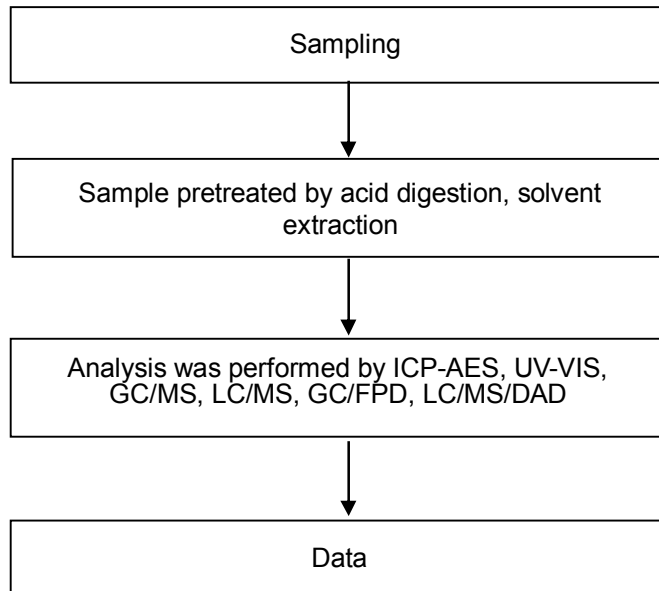 Sampling
Sample pretreated by acid digestion, solvent
extraction
Analysis was performed by ICP-AES, UV-VIS,
GC/MS, LC/MS, GC/FPD, LC/MS/DAD
Data